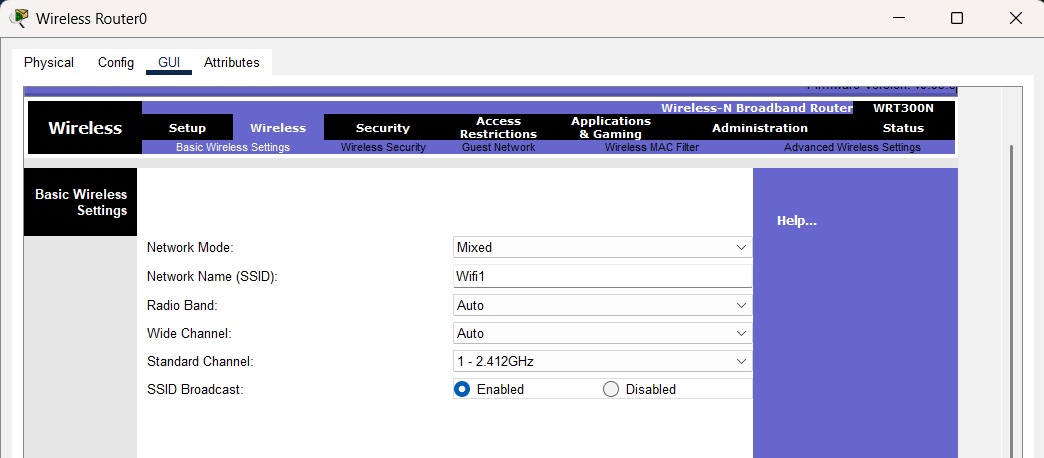 Wireless Router0
Physical Config GUI Attributes
Wireless-N Broadband Router WRT300N
Wireless
Setup Wireless Security Access Restrictions Applications & Gaming Administration Status
Basic Wireless Settings Wireless Security Guest Network Wireless MAC Filter Advanced Wireless Settings
Basic Wireless
Settings
Help...
Network Mode: Mixed
Network Name (SSID): Wifi1
Radio Band: Auto
Wide Channel: Auto
Standard Channel: 1 - 2.412GHz
SSID Broadcast: Enabled Disabled